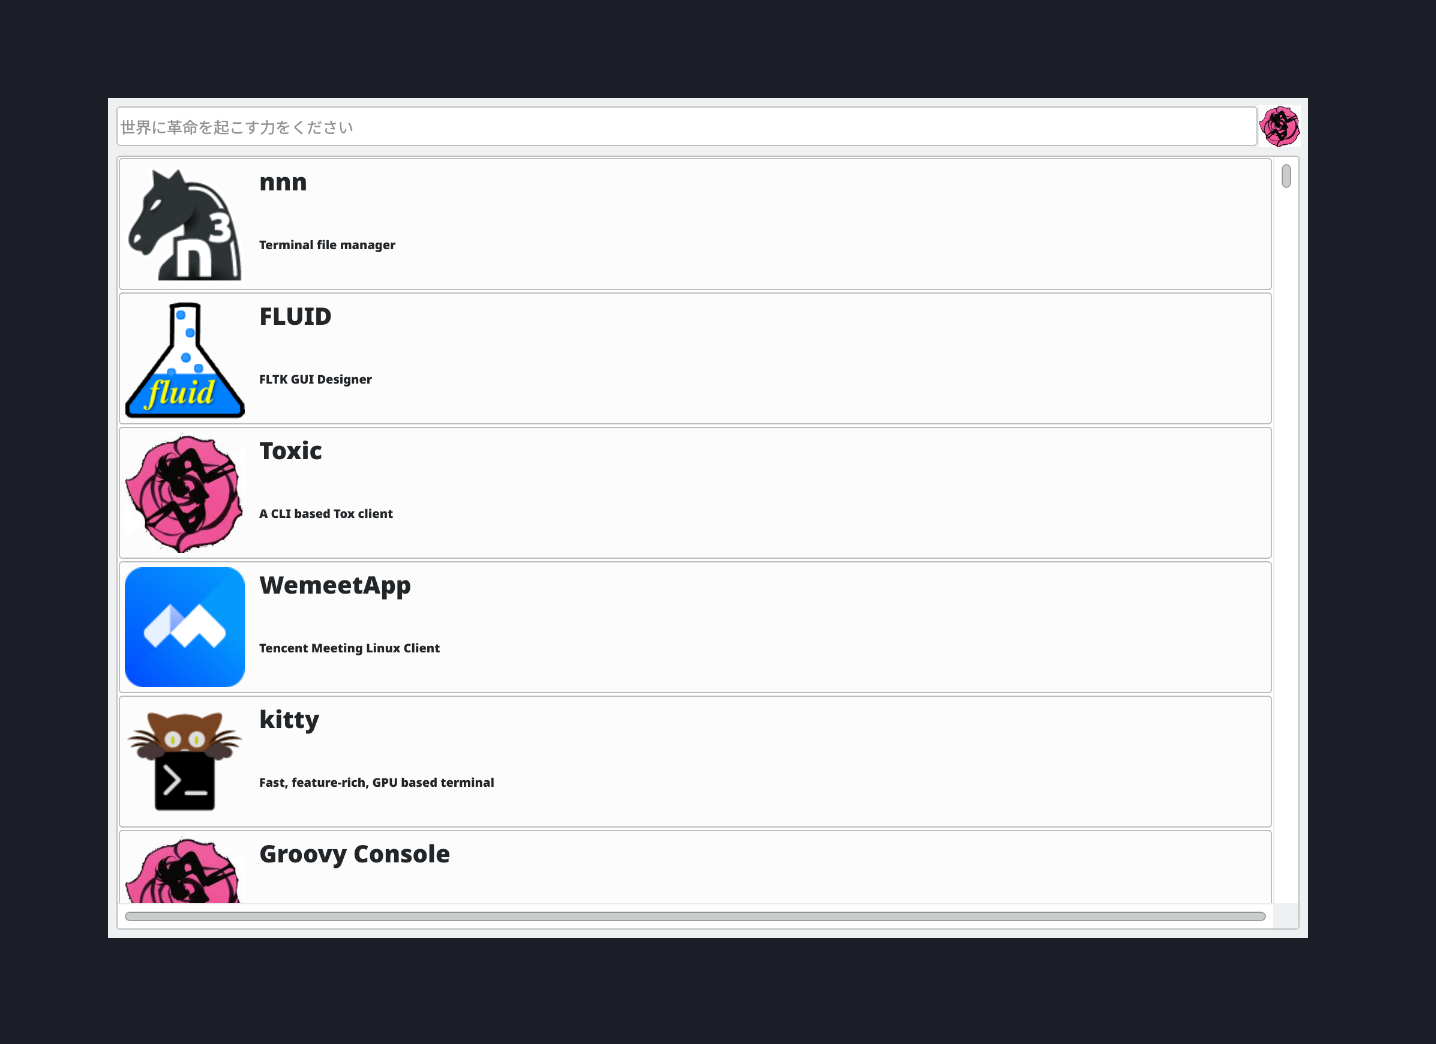 世界に革命を起こす力をください
nnn
Terminal file manager
FLUID
FLTK GUI Designer
Toxic
A CLI based Tox client
WemeetApp
Tencent Meeting Linux Client
kitty
Fast, feature-rich, GPU based terminal
Groovy Console
n3
fluid
>_